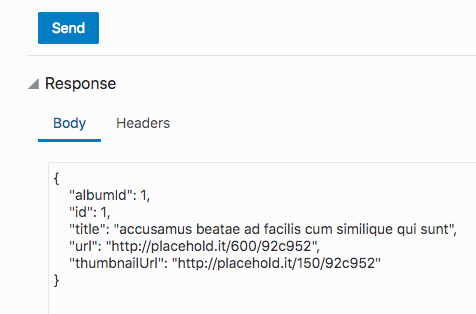 Send
Response
Body Headers
{
"albumId": 1,
"id": 1,
"title": "accusamus beatae ad facilis cum similique qui sunt",
"url": "http://placehold.it/600/92c952",
"thumbnailUrl": "http://placehold.it/150/92c952"
}